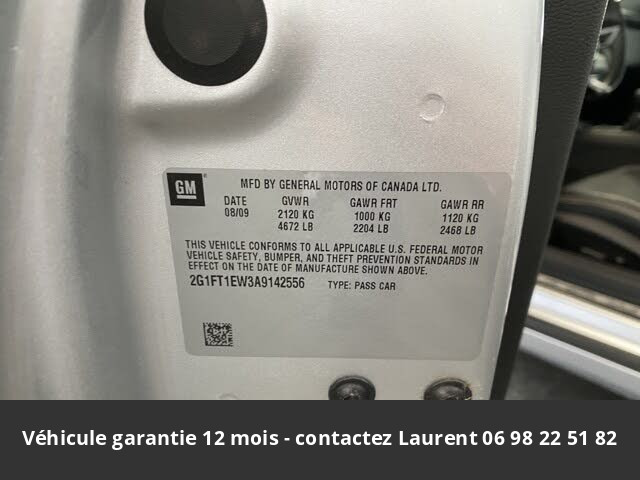 GM
MFD BY GENERAL MOTORS OF CANADA LTD.
DATE GVWR GAWR FRT GAWR RR
08/09 2120 KG 1000 KG 1120 KG
4672 LB 2204 LB 2468 LB
THIS VEHICLE CONFORMS TO ALL APPLICABLE U.S. FEDERAL MOTOR
VEHICLE SAFETY, BUMPER, AND THEFT PREVENTION STANDARDS IN
EFFECT ON THE DATE OF MANUFACTURE SHOWN ABOVE.
2G1FT1EW3A9142556 TYPE: PASS CAR
Véhicule garantie 12 mois - contactez Laurent 06 98 22 51 82